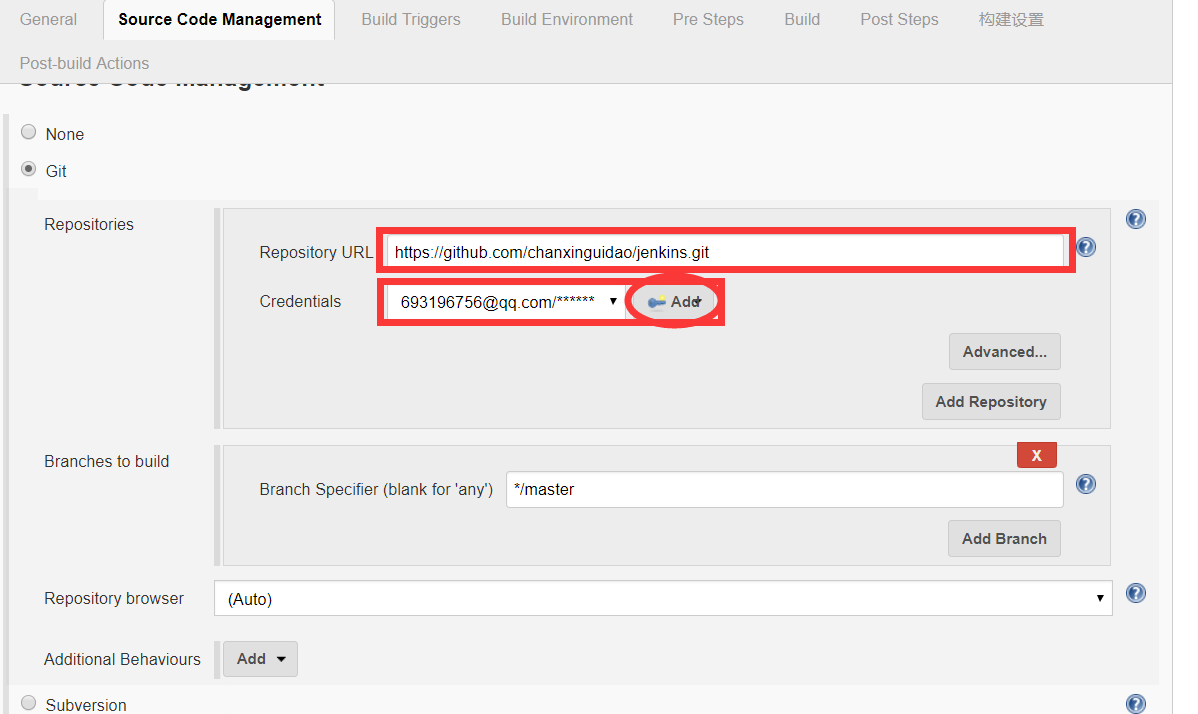 General Source Code Management Build Triggers Build Environment Pre Steps Build Post Steps 构建设置
Post-build Actions
Source Code Management
None
Git
Repositories
Repository URL https://github.com/chanxinguidao/jenkins.git
Credentials 693196756@qq.com/****** Add
Advanced...
Add Repository
Branches to build
X
Branch Specifier (blank for 'any') */master
Add Branch
Repository browser (Auto)
Additional Behaviours Add
Subversion